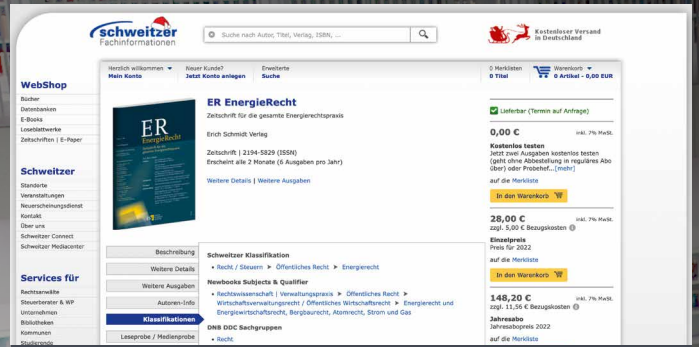 schweitzer
Fachinformationen
Suche nach Autor, Titel, Verlag, ISBN, ...
Kostenloser Versand
in Deutschland
Herzlich willkommen
Mein Konto
Neuer Kunde?
Jetzt Konto anlegen
Erweiterte
Suche
0 Merklisten
0 Titel
Warenkorb
0 Artikel - 0,00 EUR
WebShop
Bücher
Datenbanken
E-Books
Loseblattwerke
Zeitschriften | E-Paper
Schweitzer
Standorte
Veranstaltungen
Neuerscheinungsdienst
Kontakt
Über uns
Schweitzer Connect
Schweitzer Mediacenter
Services für
Rechtsanwälte
Steuerberater & WP
Unternehmen
Bibliotheken
Kommunen
Studierende
ER
EnergieRecht
ER EnergieRecht
Zeitschrift für die gesamte Energierechtspraxis
Erich Schmidt Verlag
Zeitschrift | 2194-5829 (ISSN)
Erscheint alle 2 Monate (6 Ausgaben pro Jahr)
Weitere Details | Weitere Ausgaben
Beschreibung
Weitere Details
Weitere Ausgaben
Autoren-Info
Klassifikationen
Leseprobe / Medienprobe
Schweitzer Klassifikation
• Recht / Steuern ► Öffentliches Recht ► Energierecht
Newbooks Subjects & Qualifier
• Rechtswissenschaft | Verwaltungspraxis ► Öffentliches Recht ►
Wirtschaftsverwaltungsrecht / Öffentliches Wirtschaftsrecht ► Energierecht und
Energiewirtschaftsrecht, Bergbaurecht, Atomrecht, Strom und Gas
DNB DDC Sachgruppen
• Recht
Lieferbar (Termin auf Anfrage)
0,00 €
inkl. 7% MwSt.
Kostenlos testen
Jetzt zwei Ausgaben kostenlos testen
(geht ohne Abbestellung in reguläres Abo
über) oder Probehef...[mehr]
auf die Merkliste
In den Warenkorb
28,00 €
inkl. 7% MwSt.
zzgl. 5,00 € Bezugskosten
Einzelpreis
Preis für 2022
auf die Merkliste
In den Warenkorb
148,20 €
inkl. 7% MwSt.
zzgl. 11,56 € Bezugskosten
Jahresabo
Jahresabopreis 2022
auf die Merkliste